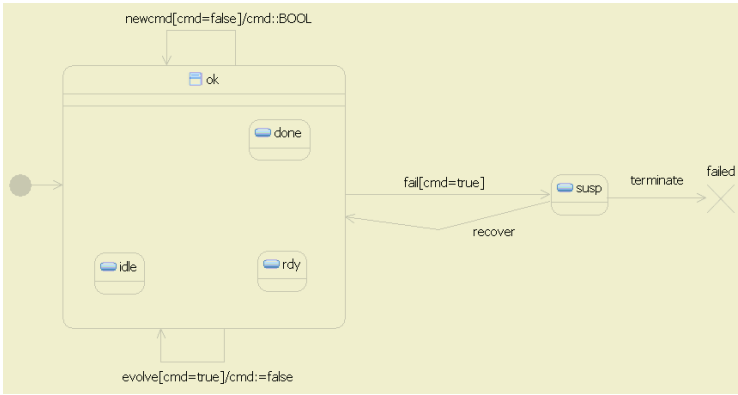 newcmd[cmd=false]/cmd::BOOL
ok
done
fail[cmd=true]
susp
terminate
failed
recover
idle
rdy
evolve[cmd=true]/cmd:=false